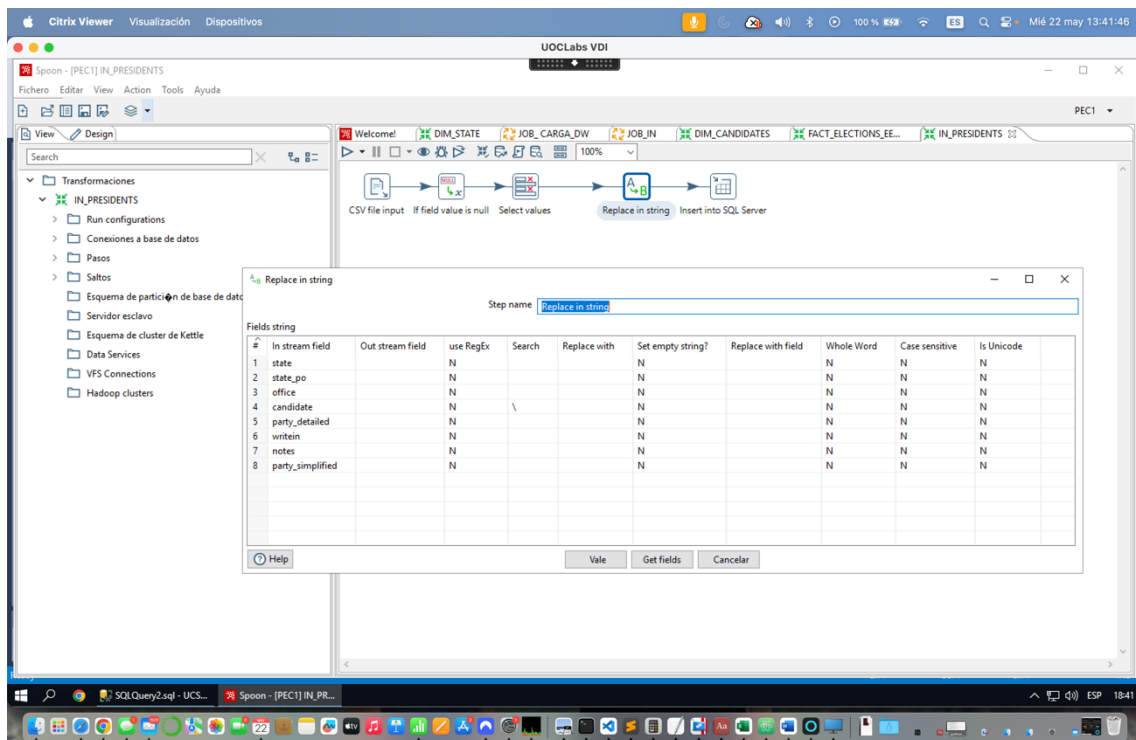 Citrix Viewer Visualización Dispositivos 100 % ES Mié 22 may 13:41:46
UOCLabs VDI
Spoon - [PEC1] IN_PRESIDENTS
Fichero Editar View Action Tools Ayuda
PEC1
View Design
Welcome! DIM_STATE JOB_CARGA_DW JOB_IN DIM_CANDIDATES FACT_ELECTIONS_EE... IN_PRESIDENTS
Search
100%
Transformaciones
IN_PRESIDENTS
Run configurations
Conexiones a base de datos
Pasos
Saltos
Esquema de partici�n de base de dato
Servidor esclavo
Esquema de cluster de Kettle
Data Services
VFS Connections
Hadoop clusters
CSV file input If field value is null Select values Replace in string Insert into SQL Server
Replace in string
Step name Replace in string
Fields string
# In stream field Out stream field use RegEx Search Replace with Set empty string? Replace with field Whole Word Case sensitive Is Unicode
1 state N N N N N
2 state_po N N N N N
3 office N N N N N
4 candidate N \ N N N N
5 party_detailed N N N N N
6 writein N N N N N
7 notes N N N N N
8 party_simplified N N N N N
Help Vale Get fields Cancelar
SQLQuery2.sql - UCS... Spoon - [PEC1] IN_PR... ESP 18:41